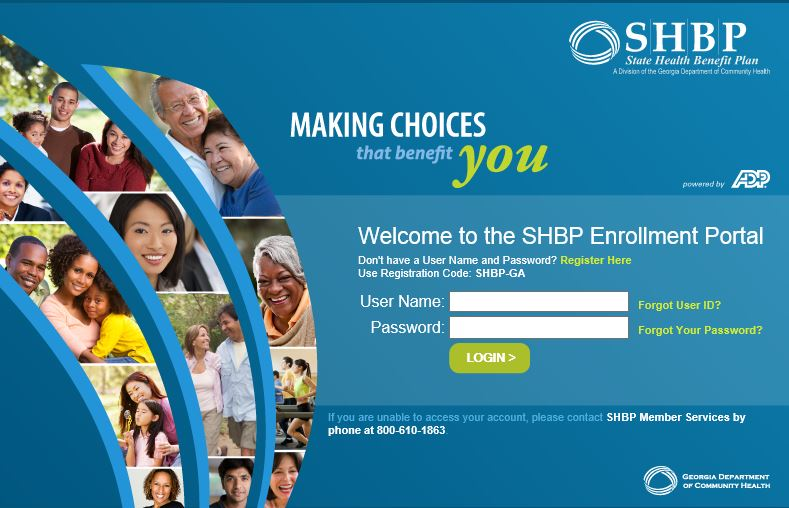 SHBP
State Health Benefit Plan
A Division of the Georgia Department of Community Health
MAKING CHOICES
that benefit you
powered by ADP
Welcome to the SHBP Enrollment Portal
Don't have a User Name and Password? Register Here
Use Registration Code: SHBP-GA
User Name:
Forgot User ID?
Password:
Forgot Your Password?
LOGIN >
If you are unable to access your account, please contact SHBP Member Services by
phone at 800-610-1863.
GEORGIA DEPARTMENT
OF COMMUNITY HEALTH